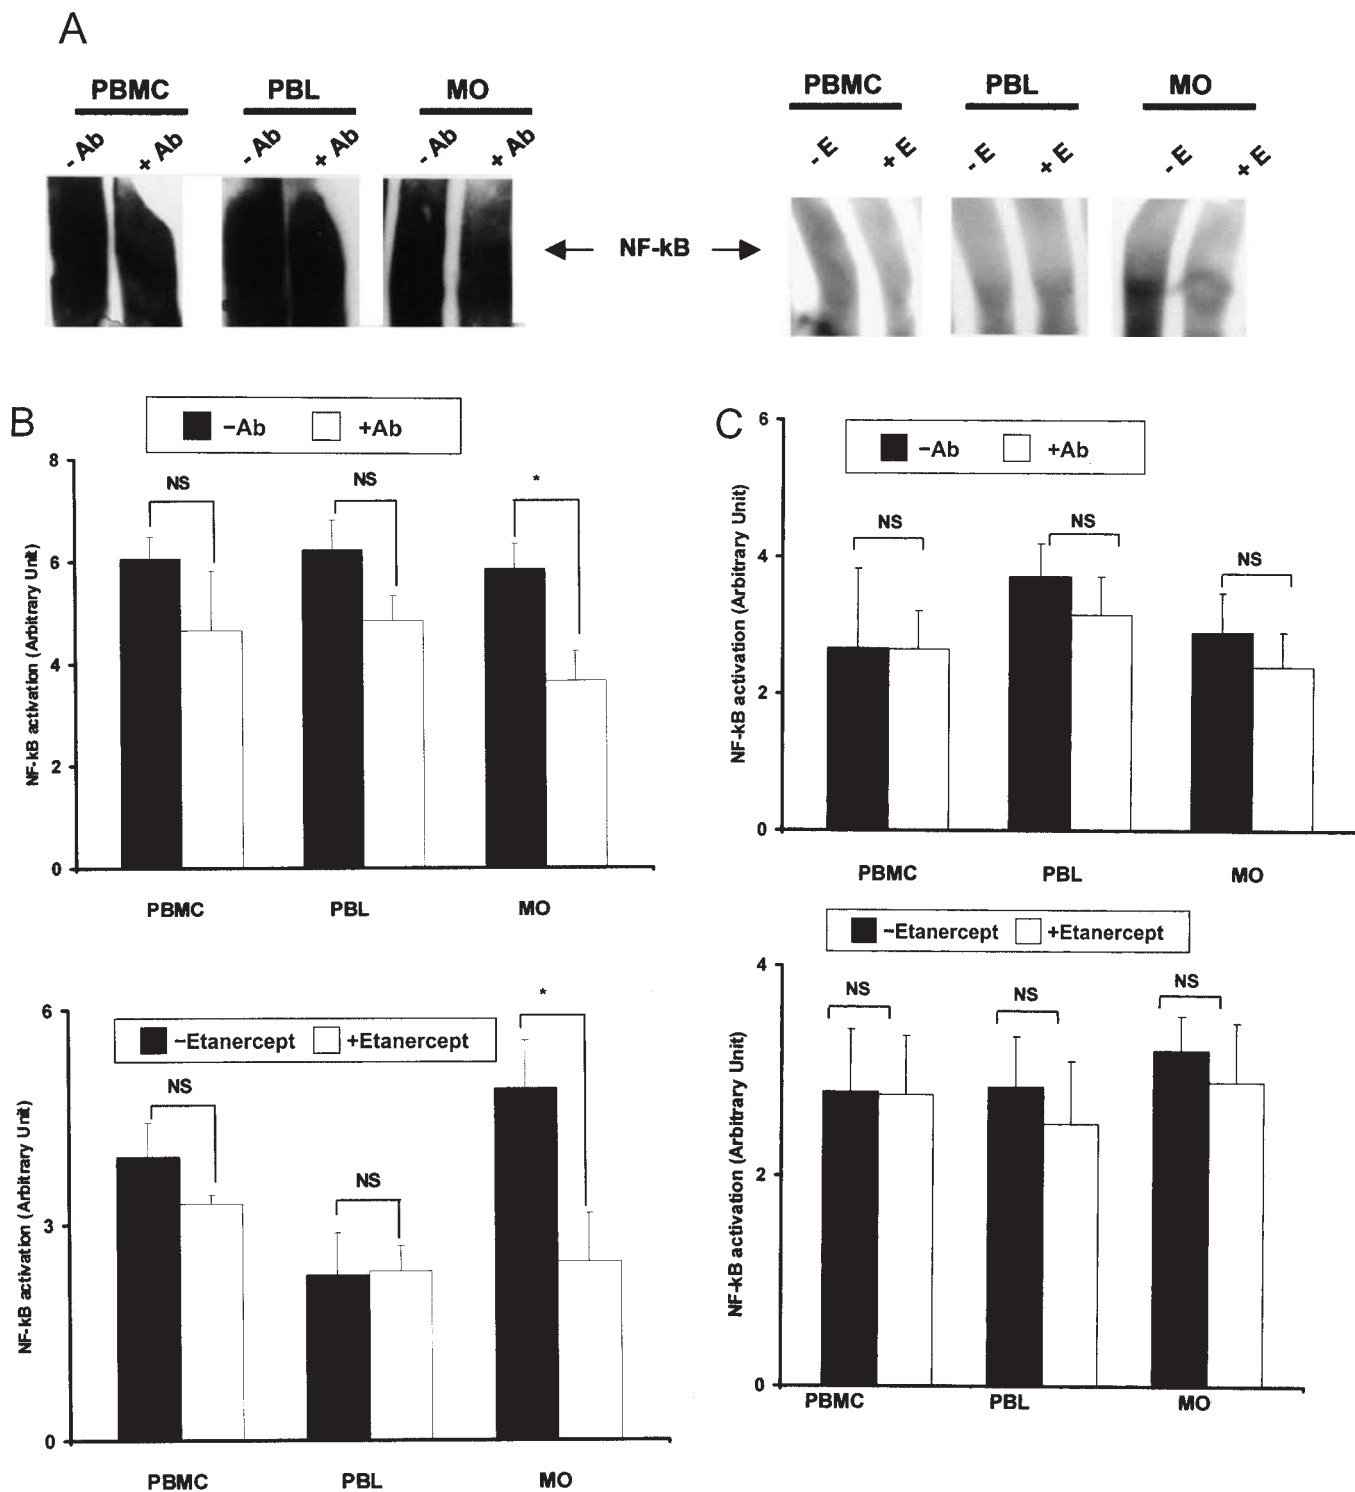 A
PBMC PBL MO
- Ab + Ab - Ab + Ab - Ab + Ab
PBMC PBL MO
- E + E - E + E - E + E
NF-kB
B
−Ab +Ab
NF-kB activation (Arbitrary Unit)
8
6
4
2
0
NS NS *
PBMC PBL MO
−Etanercept +Etanercept
NF-kB activation (Arbitrary Unit)
6
3
0
NS NS *
PBMC PBL MO
C
−Ab +Ab
NF-kB activation (Arbitrary Unit)
6
4
2
0
NS NS NS
PBMC PBL MO
−Etanercept +Etanercept
NF-kB activation (Arbitrary Unit)
4
2
0
NS NS NS
PBMC PBL MO